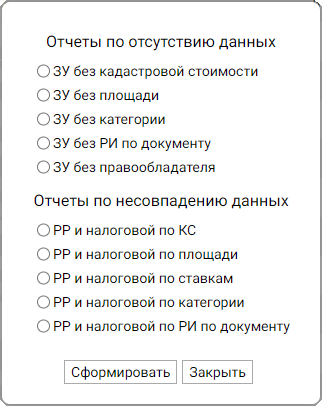 Отчеты по отсутствию данных
ЗУ без кадастровой стоимости
ЗУ без площади
ЗУ без категории
ЗУ без РИ по документу
ЗУ без правообладателя
Отчеты по несовпадению данных
РР и налоговой по КС
РР и налоговой по площади
РР и налоговой по ставкам
РР и налоговой по категории
РР и налоговой по РИ по документу
Сформировать Закрыть